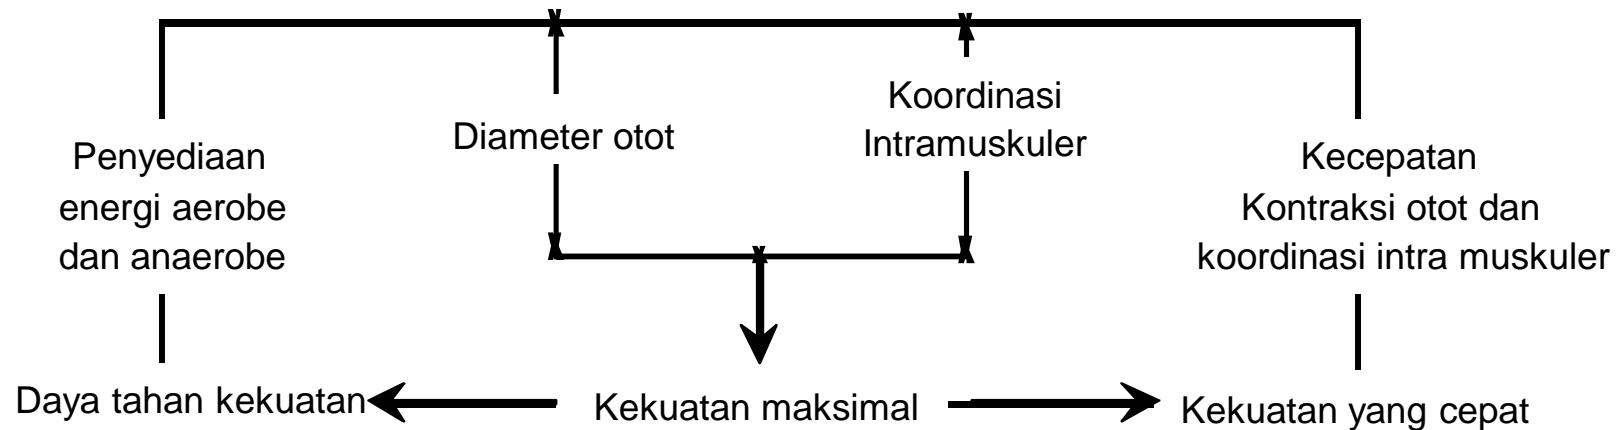 Penyediaan
energi aerobe
dan anaerobe
Diameter otot
Koordinasi
Intramuskuler
Kecepatan
Kontraksi otot dan
koordinasi intra muskuler
Daya tahan kekuatan
Kekuatan maksimal
Kekuatan yang cepat